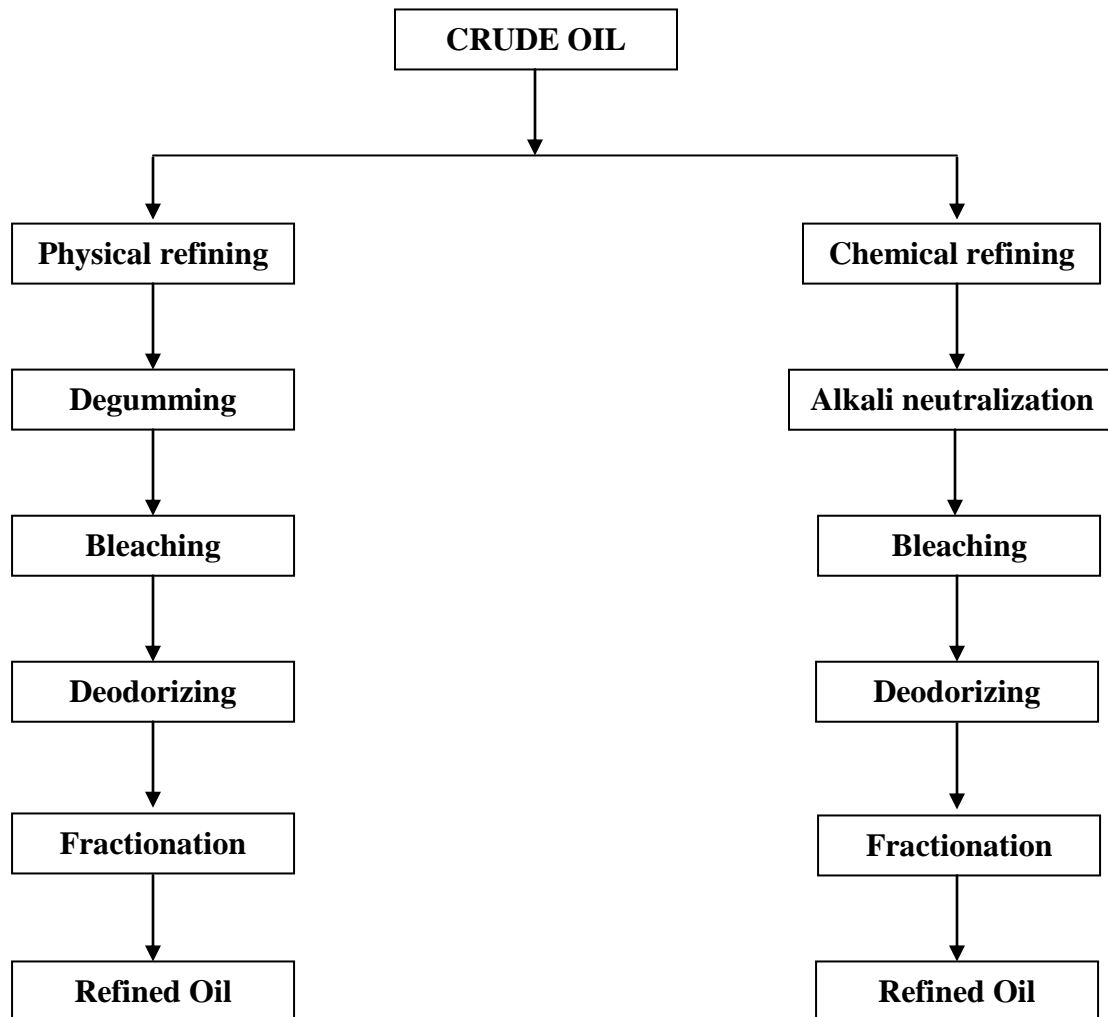 CRUDE OIL
Physical refining
Chemical refining
Degumming
Alkali neutralization
Bleaching
Bleaching
Deodorizing
Deodorizing
Fractionation
Fractionation
Refined Oil
Refined Oil